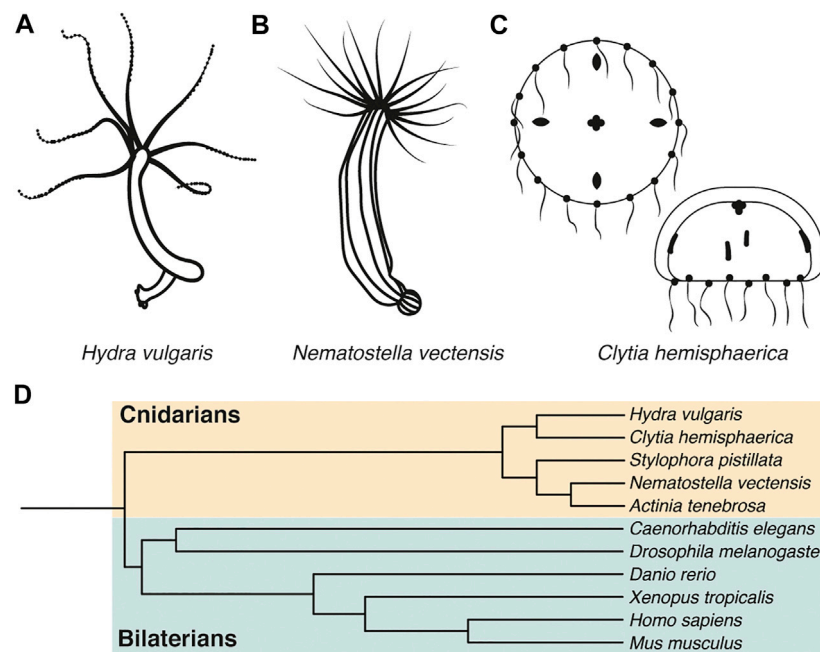 A
B
C
Hydra vulgaris
Nematostella vectensis
Clytia hemisphaerica
D
Cnidarians
Hydra vulgaris
Clytia hemisphaerica
Stylophora pistillata
Nematostella vectensis
Actinia tenebrosa
Caenorhabditis elegans
Drosophila melanogaste
Danio rerio
Xenopus tropicalis
Homo sapiens
Mus musculus
Bilaterians